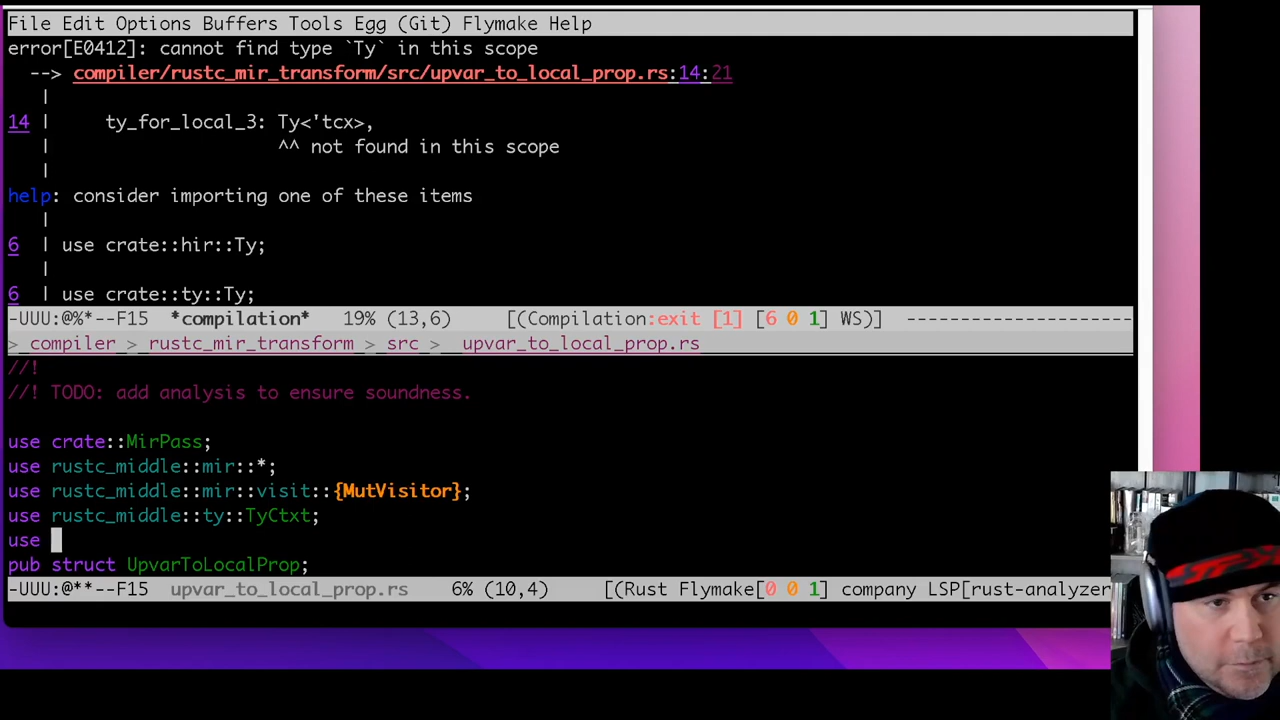 File Edit Options Buffers Tools Egg (Git) Flymake Help
error[E0412]: cannot find type `Ty` in this scope
--> compiler/rustc_mir_transform/src/upvar_to_local_prop.rs:14:21
|
14 |     ty_for_local_3: Ty<'tcx>,
|                     ^^ not found in this scope
|
help: consider importing one of these items
|
6 | use crate::hir::Ty;
|
6 | use crate::ty::Ty;
-UUU:@%*--F15 *compilation* 19% (13,6) [(Compilation:exit [1] [6 0 1] WS)] ---------------------
> compiler > rustc_mir_transform > src > upvar_to_local_prop.rs
//!
//! TODO: add analysis to ensure soundness.
use crate::MirPass;
use rustc_middle::mir::*;
use rustc_middle::mir::visit::{MutVisitor};
use rustc_middle::ty::TyCtxt;
use
pub struct UpvarToLocalProp;
-UUU:@**--F15 upvar_to_local_prop.rs 6% (10,4) [(Rust Flymake[0 0 1] company LSP[rust-analyzer